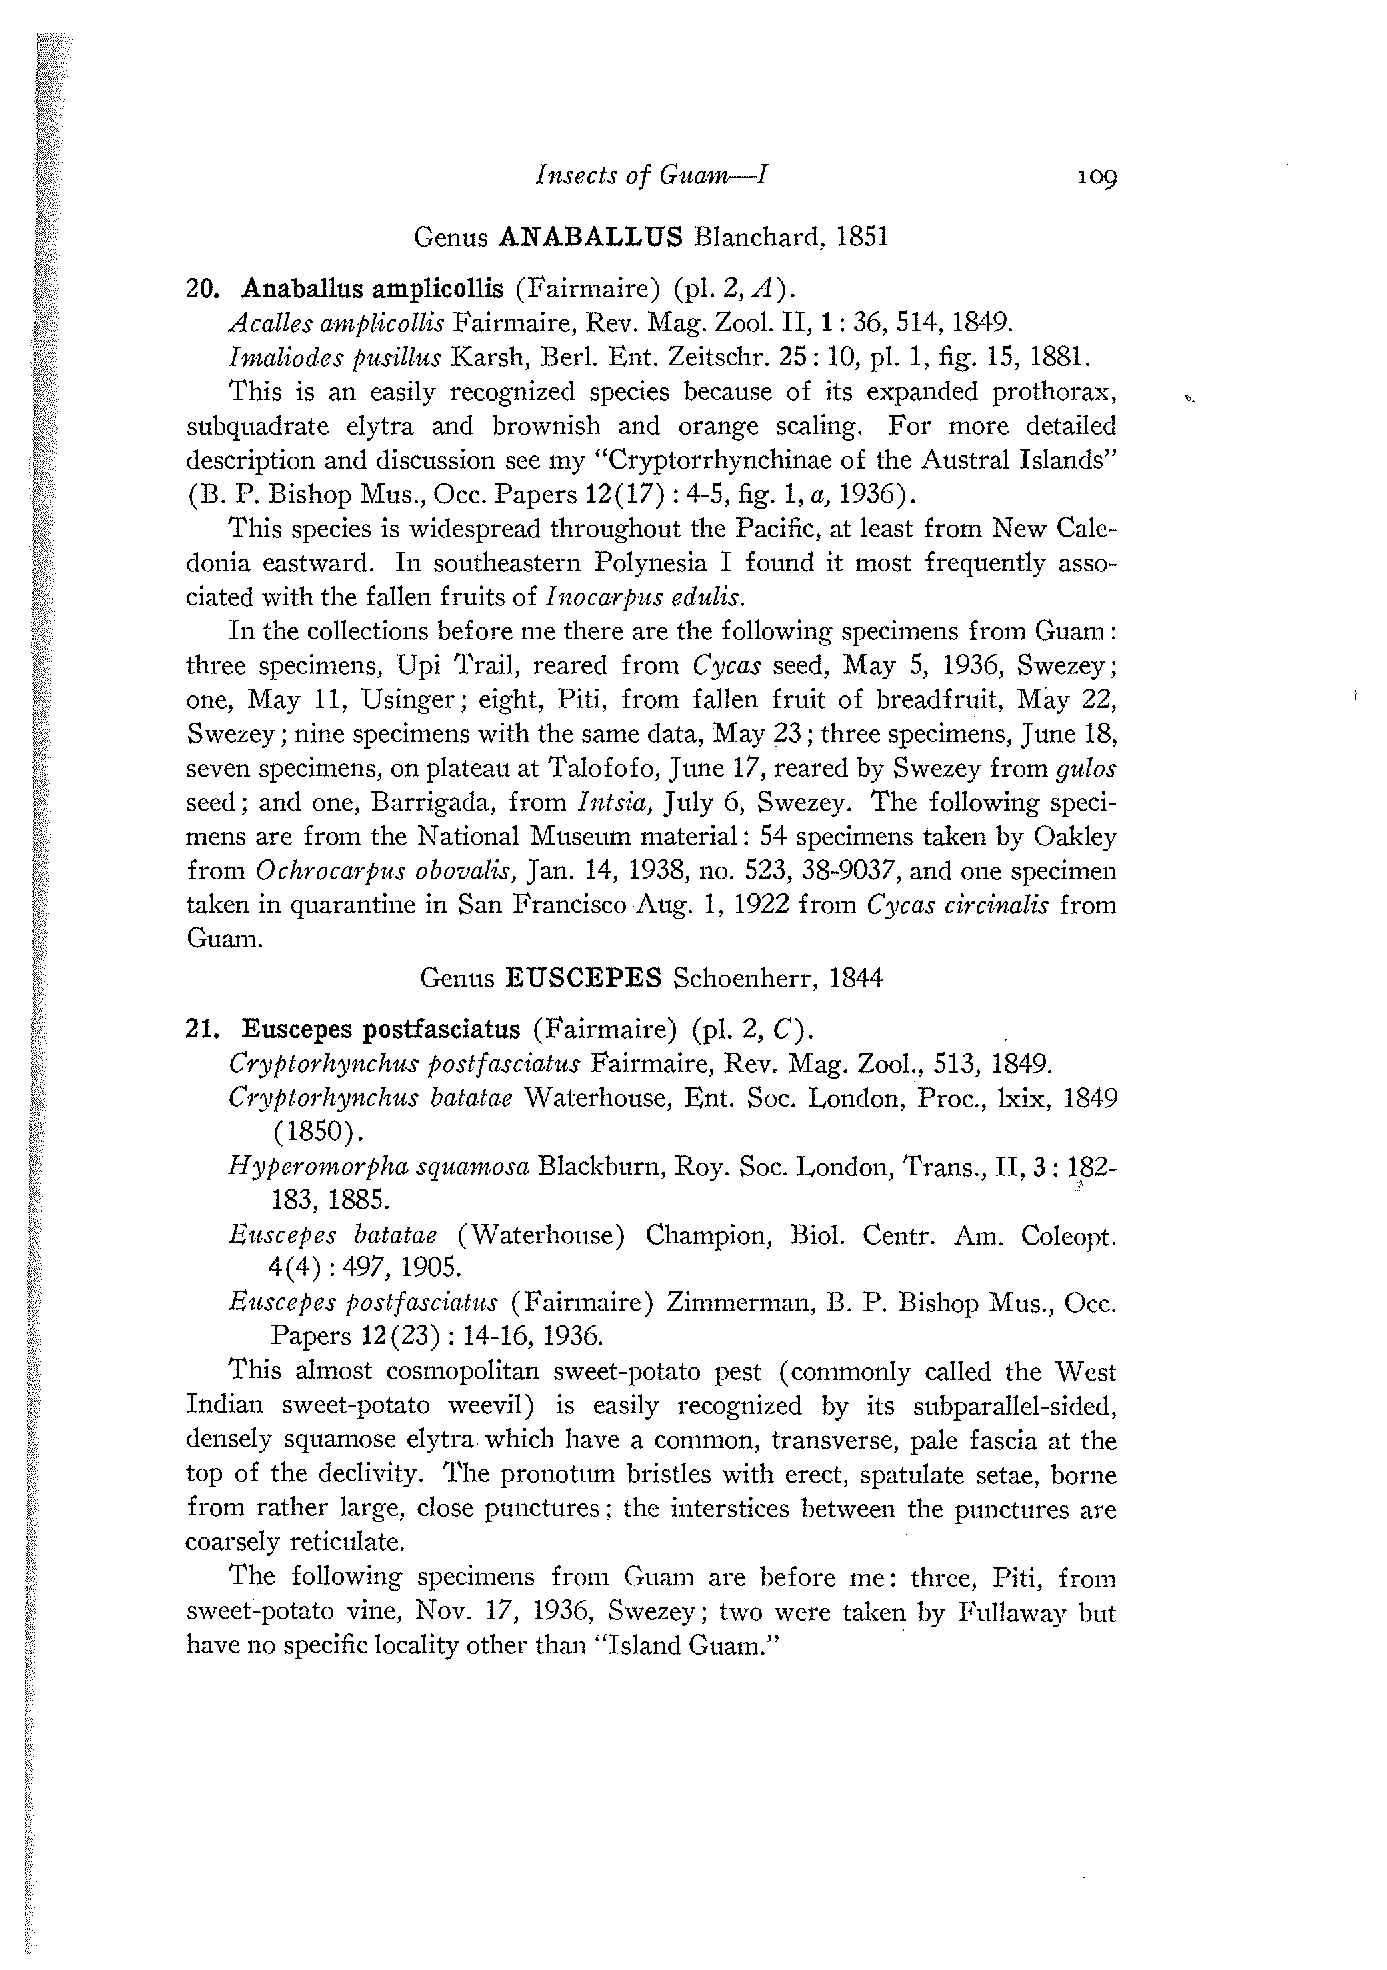 Insects of Guam—I 109
Genus ANABALLUS Blanchard, 1851
20. Anaballus amplicollis (Fairmaire) (pl. 2, A).
Acalles amplicollis Fairmaire, Rev. Mag. Zool. II, 1: 36, 514, 1849.
Imaliodes pusillus Karsh, Berl. Ent. Zeitschr. 25: 10, pl. 1, fig. 15, 1881.
This is an easily recognized species because of its expanded prothorax,
subquadrate elytra and brownish and orange scaling. For more detailed
description and discussion see my "Cryptorrhynchinae of the Austral Islands"
(B. P. Bishop Mus., Occ. Papers 12(17): 4-5, fig. 1, a, 1936).
This species is widespread throughout the Pacific, at least from New Cale-
donia eastward. In southeastern Polynesia I found it most frequently asso-
ciated with the fallen fruits of Inocarpus edulis.
In the collections before me there are the following specimens from Guam:
three specimens, Upi Trail, reared from Cycas seed, May 5, 1936, Swezey;
one, May 11, Usinger; eight, Piti, from fallen fruit of breadfruit, May 22,
Swezey; nine specimens with the same data, May 23; three specimens, June 18,
seven specimens, on plateau at Talofofo, June 17, reared by Swezey from gulos
seed; and one, Barrigada, from Intsia, July 6, Swezey. The following speci-
mens are from the National Museum material: 54 specimens taken by Oakley
from Ochrocarpus obovalis, Jan. 14, 1938, no. 523, 38-9037, and one specimen
taken in quarantine in San Francisco Aug. 1, 1922 from Cycas circinalis from
Guam.
Genus EUSCEPES Schoenherr, 1844
21. Euscepes postfasciatus (Fairmaire) (pl. 2, C).
Cryptorhynchus postfasciatus Fairmaire, Rev. Mag. Zool., 513, 1849.
Cryptorhynchus batatae Waterhouse, Ent. Soc. London, Proc., lxix, 1849
(1850).
Hyperomorpha squamosa Blackburn, Roy. Soc. London, Trans., II, 3: 182-
183, 1885.
Euscepes batatae (Waterhouse) Champion, Biol. Centr. Am. Coleopt.
4(4): 497, 1905.
Euscepes postfasciatus (Fairmaire) Zimmerman, B. P. Bishop Mus., Occ.
Papers 12(23): 14-16, 1936.
This almost cosmopolitan sweet-potato pest (commonly called the West
Indian sweet-potato weevil) is easily recognized by its subparallel-sided,
densely squamose elytra which have a common, transverse, pale fascia at the
top of the declivity. The pronotum bristles with erect, spatulate setae, borne
from rather large, close punctures; the interstices between the punctures are
coarsely reticulate.
The following specimens from Guam are before me: three, Piti, from
sweet-potato vine, Nov. 17, 1936, Swezey; two were taken by Fullaway but
have no specific locality other than "Island Guam."